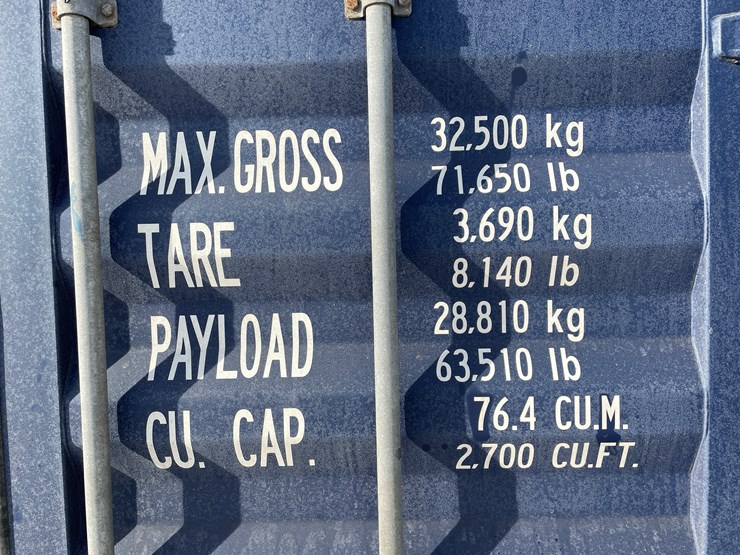 MAX. GROSS 32,500 kg
71,650 lb
TARE 3,690 kg
8,140 lb
PAYLOAD 28,810 kg
63,510 lb
CU. CAP. 76.4 CU.M.
2,700 CU.FT.